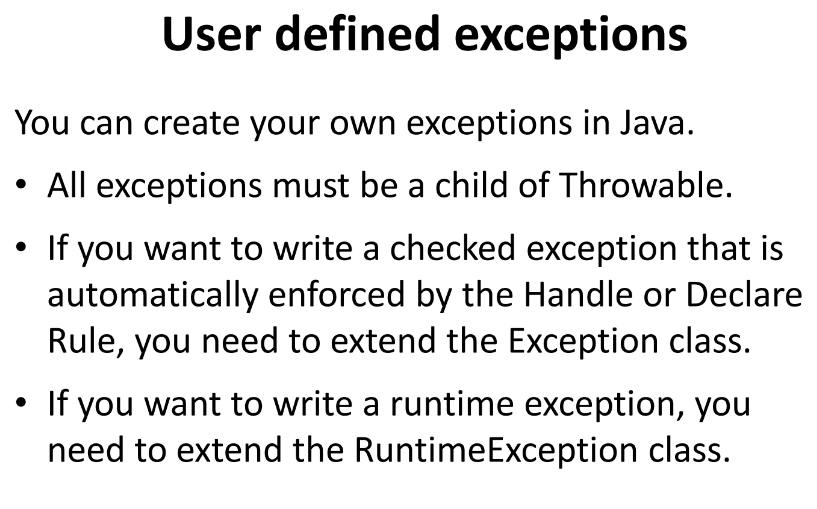 User defined exceptions
You can create your own exceptions in Java.
• All exceptions must be a child of Throwable.
• If you want to write a checked exception that is
automatically enforced by the Handle or Declare
Rule, you need to extend the Exception class.
• If you want to write a runtime exception, you
need to extend the RuntimeException class.